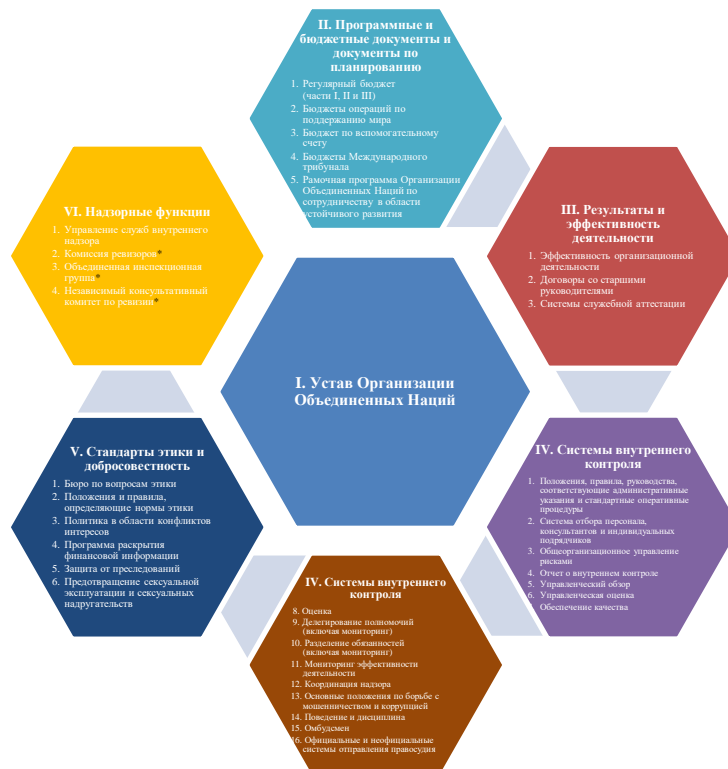 II. Программные и
бюджетные документы и
документы по
планированию
1. Регулярный бюджет
(части I, II и III)
2. Бюджеты операций по
поддержанию мира
3. Бюджет по вспомогательному
счету
4. Бюджеты Международного
трибунала
5. Рамочная программа Организации
Объединенных Наций по
сотрудничеству в области
устойчивого развития
III. Результаты и
эффективность
деятельности
1. Эффективность организационной
деятельности
2. Договоры со старшими
руководителями
3. Системы служебной аттестации
VI. Надзорные функции
1. Управление служб внутреннего
надзора
2. Комиссия ревизоров*
3. Объединенная инспекционная
группа*
4. Независимый консультативный
комитет по ревизии*
I. Устав Организации
Объединенных Наций
V. Стандарты этики и
добросовестность
1. Бюро по вопросам этики
2. Положения и правила,
определяющие нормы этики
3. Политика в области конфликтов
интересов
4. Программа раскрытия
финансовой информации
5. Защита от преследований
6. Предотвращение сексуальной
эксплуатации и сексуальных
надругательств
IV. Системы внутреннего
контроля
1. Положения, правила, руководства,
соответствующие административные
указания и стандартные оперативные
процедуры
2. Система отбора персонала,
консультантов и индивидуальных
подрядчиков
3. Общеорганизационное управление
рисками
4. Отчет о внутреннем контроле
5. Управленческий обзор
6. Управленческая оценка
Обеспечение качества
IV. Системы внутреннего
контроля
8. Оценка
9. Делегирование полномочий
(включая мониторинг)
10. Разделение обязанностей
(включая мониторинг)
11. Мониторинг эффективности
деятельности
12. Координация надзора
13. Основные положения по борьбе с
мошенничеством и коррупцией
14. Поведение и дисциплина
15. Омбудсмен
16. Официальные и неофициальные
системы отправления правосудия